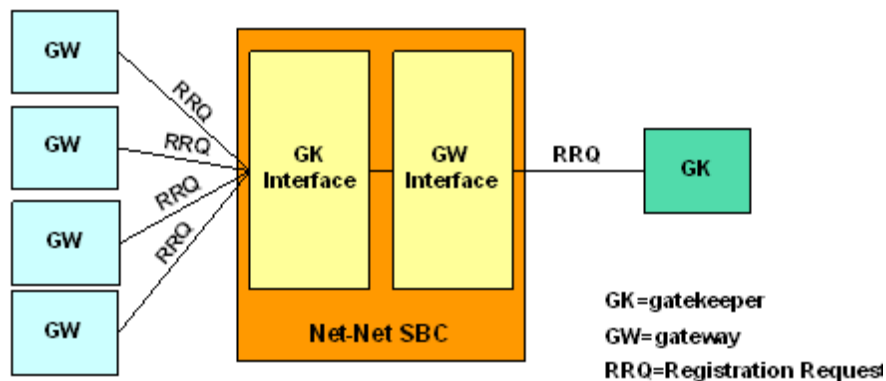 GW
RRQ
GW
RRQ
GW
RRQ
GW
RRQ
GK
Interface
GW
Interface
Net-Net SBC
RRQ
GK
GK=gatekeeper
GW=gateway
RRQ=Registration Request